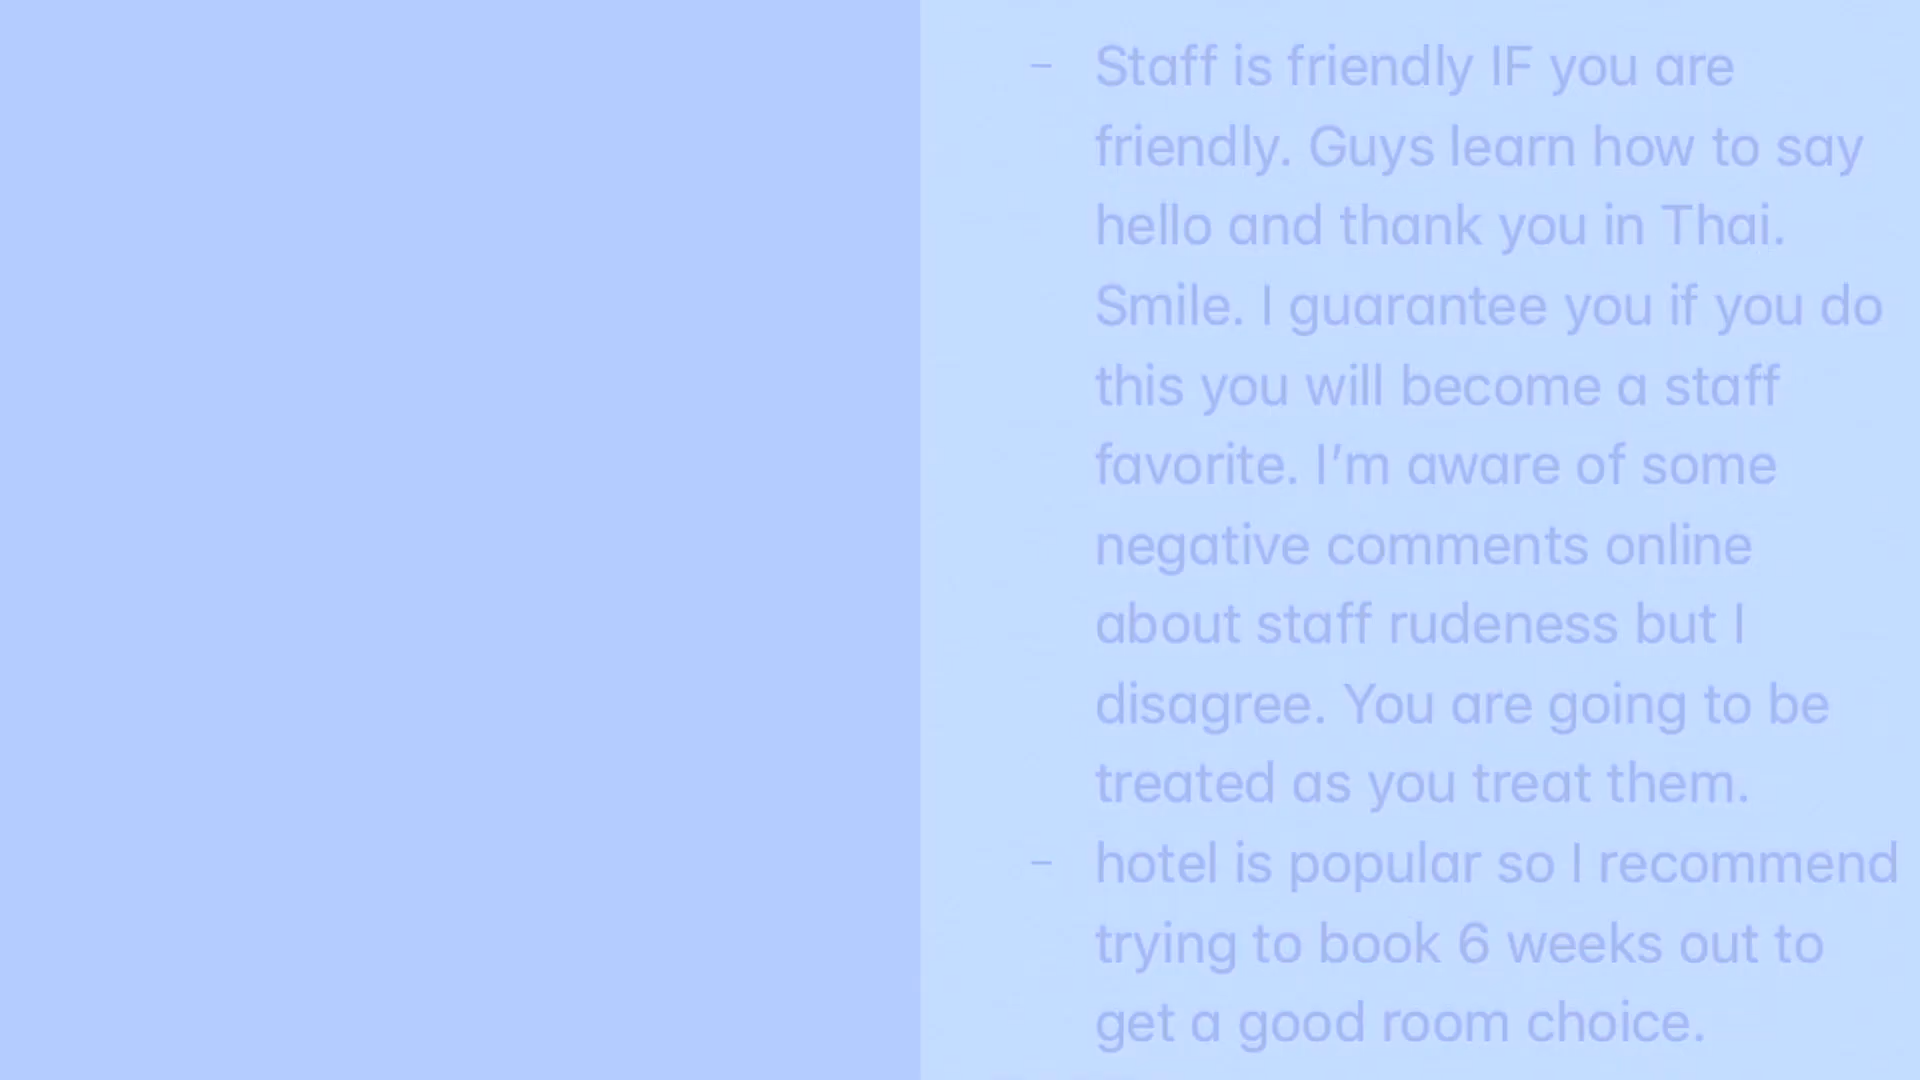 - Staff is friendly IF you are
friendly. Guys learn how to say
hello and thank you in Thai.
Smile. I guarantee you if you do
this you will become a staff
favorite. I’m aware of some
negative comments online
about staff rudeness but I
disagree. You are going to be
treated as you treat them.
- hotel is popular so I recommend
trying to book 6 weeks out to
get a good room choice.